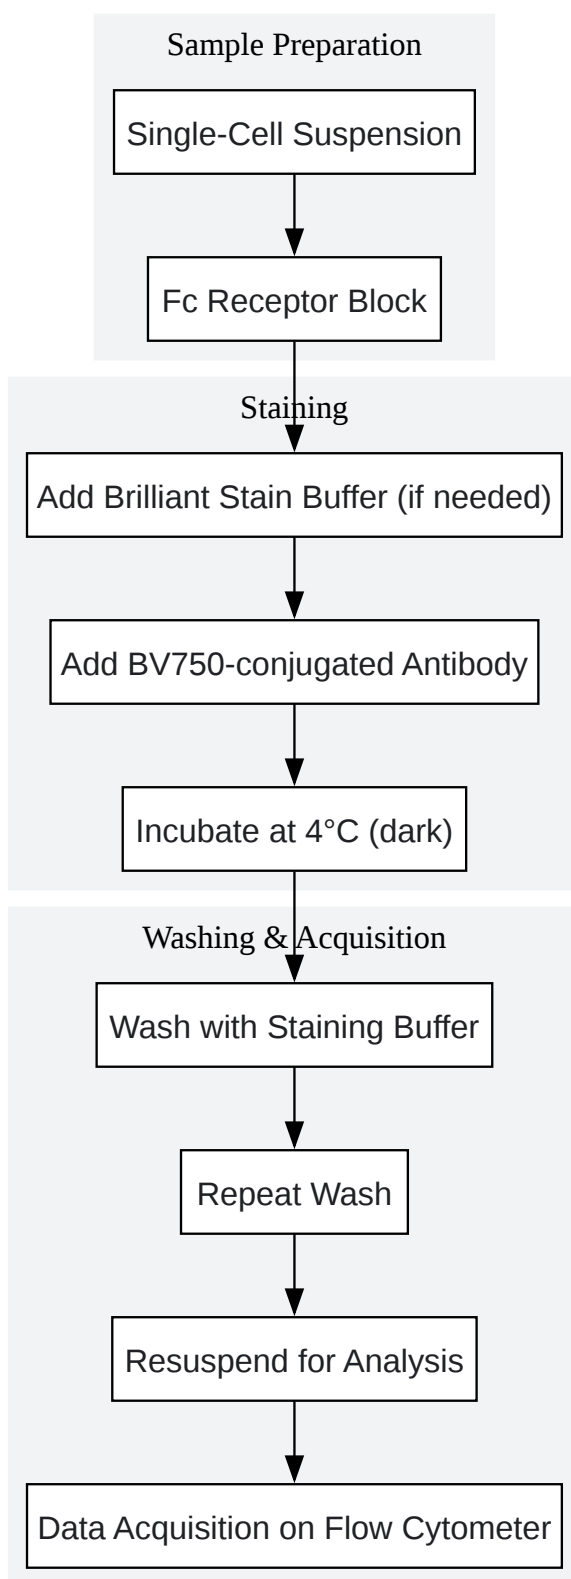 Sample Preparation
Single-Cell Suspension
Fc Receptor Block
Staining
Add Brilliant Stain Buffer (if needed)
Add BV750-conjugated Antibody
Incubate at 4°C (dark)
Washing & Acquisition
Wash with Staining Buffer
Repeat Wash
Resuspend for Analysis
Data Acquisition on Flow Cytometer